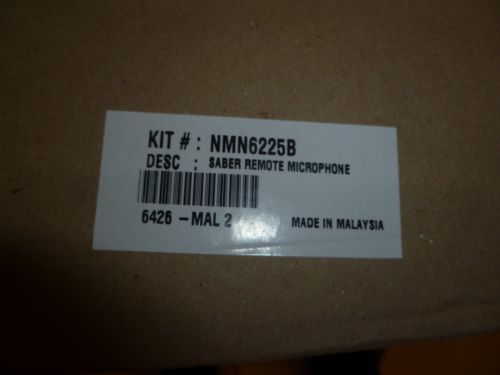 KIT # : NMN6225B
DESC : SABER REMOTE MICROPHONE
6426 -MAL 2
MADE IN MALAYSIA